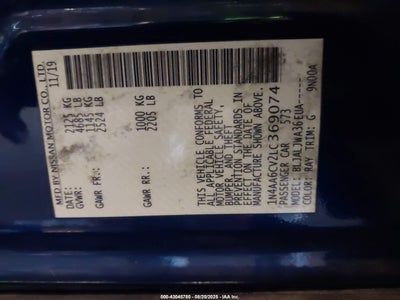 MFD BY NISSAN MOTOR CO., LTD.
11/19
GVWR: 2125 KG
4685 LB
GAWR FR: 1145 KG
2524 LB
GAWR RR: 1000 KG
2205 LB
THIS VEHICLE CONFORMS TO
ALL APPLICABLE FEDERAL
MOTOR VEHICLE SAFETY,
BUMPER, AND THEFT
PREVENTION STANDARDS IN
EFFECT ON THE DATE OF
MANUFACTURE SHOWN ABOVE.
1N4AA6CV2LC369074
PASSENGER CAR 573
COLOR: RAY TRIM: G 9N00A
000-43045780 - 08/20/2025 - IAA Inc.